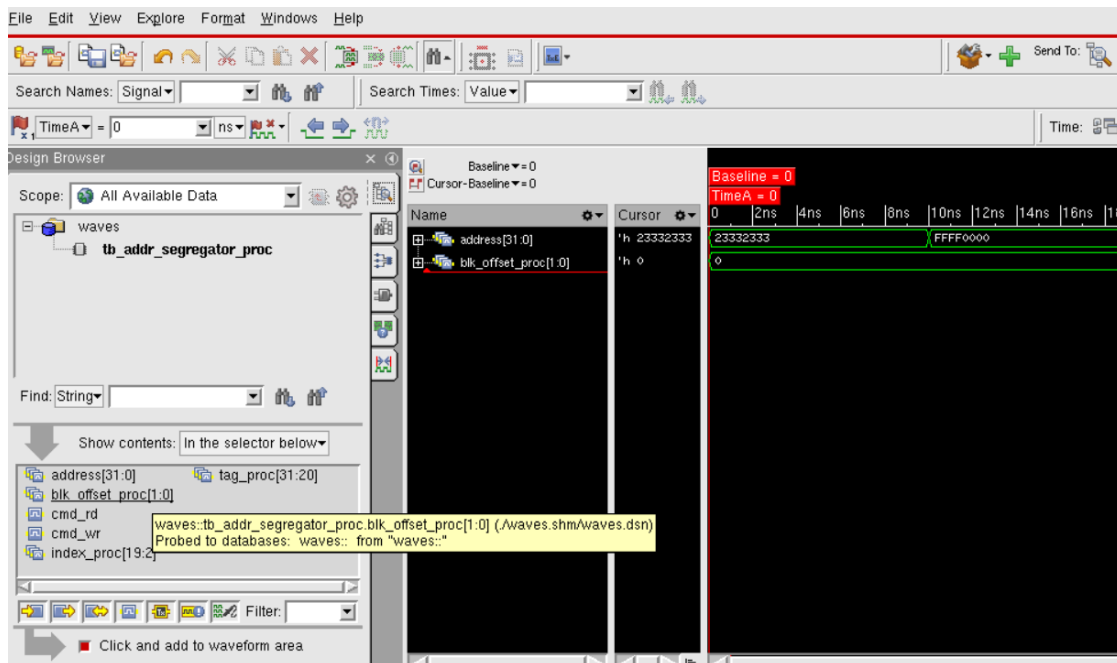 File Edit View Explore Format Windows Help
Send To:
Search Names: Signal Search Times: Value
TimeA = 0 ns Time:
Design Browser
Scope: All Available Data
waves
tb_addr_segregator_proc
Find: String
Show contents: In the selector below
address[31:0] tag_proc[31:20]
blk_offset_proc[1:0]
cmd_rd
cmd_wr
index_proc[19:2]
waves::tb_addr_segregator_proc.blk_offset_proc[1:0] (./waves.shm/waves.dsn)
Probed to databases: waves:: from "waves::"
Filter:
Click and add to waveform area
Baseline = 0
Cursor-Baseline = 0
Name Cursor
address[31:0] 'h 23332333
blk_offset_proc[1:0] 'h 0
Baseline = 0
TimeA = 0
0 2ns 4ns 6ns 8ns 10ns 12ns 14ns 16ns
23332333 FFFF0000
0